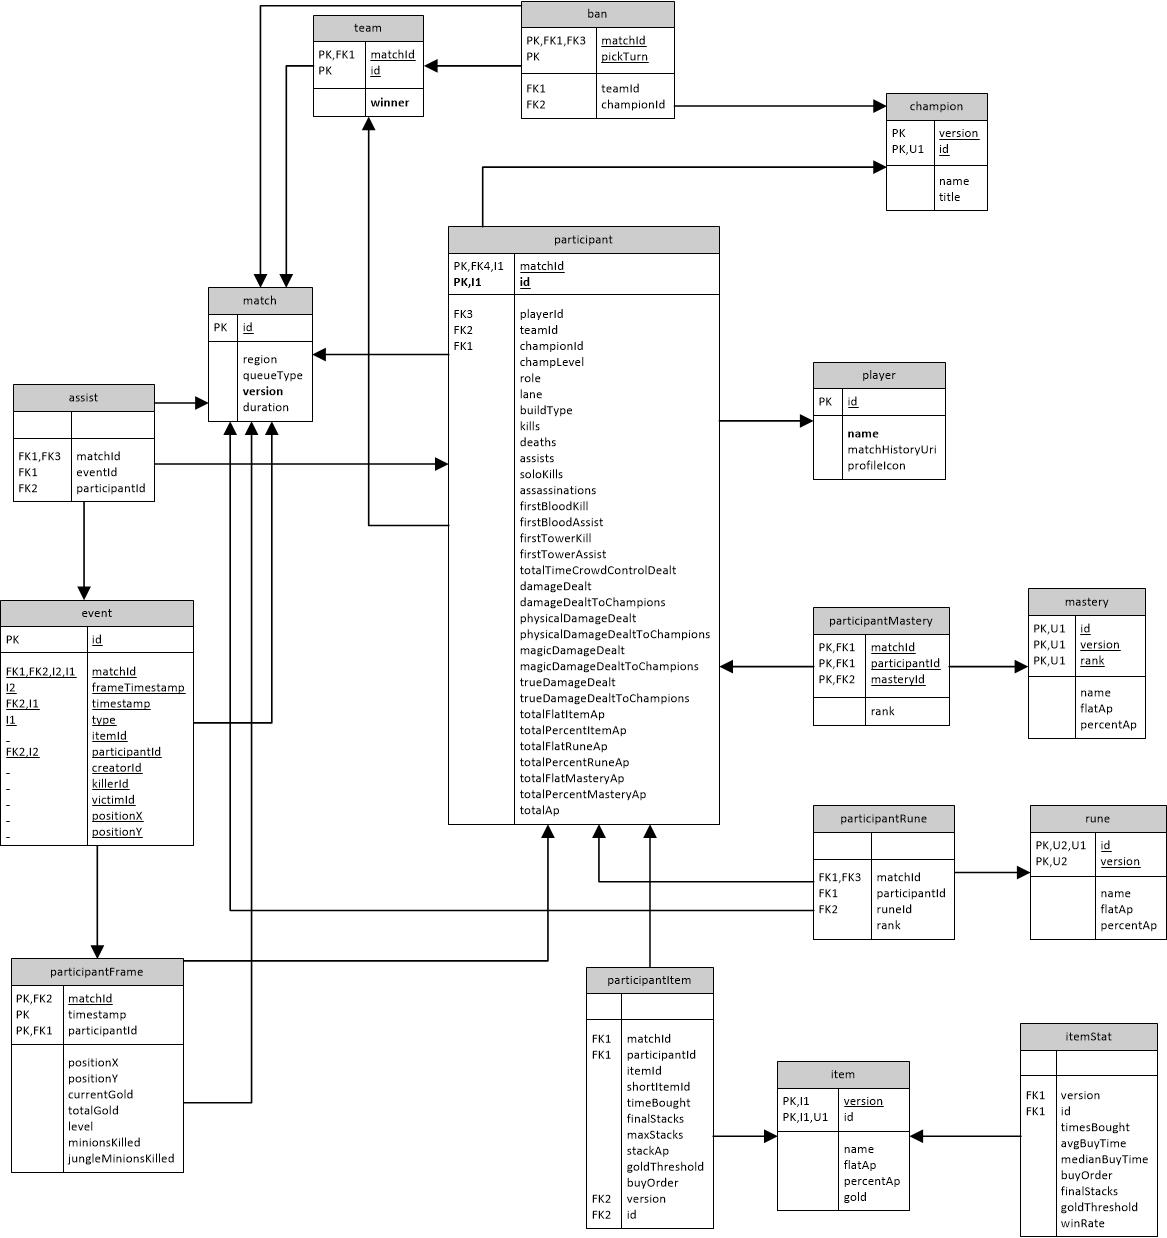 ban
PK,FK1,FK3 matchId
PK pickTurn
FK1 teamId
FK2 championId
team
PK,FK1 matchId
PK id
winner
champion
PK version
PK,U1 id
name
title
participant
PK,FK4,I1 matchId
PK,I1 id
FK3 playerId
FK2 teamId
FK1 championId
champLevel
role
lane
buildType
kills
deaths
assists
soloKills
assassinations
firstBloodKill
firstBloodAssist
firstTowerKill
firstTowerAssist
totalTimeCrowdControlDealt
damageDealt
damageDealtToChampions
physicalDamageDealt
physicalDamageDealtToChampions
magicDamageDealt
magicDamageDealtToChampions
trueDamageDealt
trueDamageDealtToChampions
totalFlatItemAp
totalPercentItemAp
totalFlatRuneAp
totalPercentRuneAp
totalFlatMasteryAp
totalPercentMasteryAp
totalAp
match
PK id
region
queueType
version
duration
player
PK id
name
matchHistoryUri
profileIcon
assist
FK1,FK3 matchId
FK1 eventId
FK2 participantId
event
PK id
FK1,FK2,I2,I1 matchId
I2 frameTimestamp
FK2,I1 timestamp
I1 type
itemId
FK2,I2 participantId
creatorId
killerId
victimId
positionX
positionY
participantMastery
PK,FK1 matchId
PK,FK1 participantId
PK,FK2 masteryId
rank
mastery
PK,U1 id
PK,U1 version
PK,U1 rank
name
flatAp
percentAp
participantRune
FK1,FK3 matchId
FK1 participantId
FK2 runeId
rank
rune
PK,U2,U1 id
PK,U2 version
name
flatAp
percentAp
participantFrame
PK,FK2 matchId
PK timestamp
PK,FK1 participantId
positionX
positionY
currentGold
totalGold
level
minionsKilled
jungleMinionsKilled
participantItem
FK1 matchId
FK1 participantId
itemId
shortItemId
timeBought
finalStacks
maxStacks
stackAp
goldThreshold
buyOrder
FK2 version
FK2 id
item
PK,I1 version
PK,I1,U1 id
name
flatAp
percentAp
gold
itemStat
FK1 version
FK1 id
timesBought
avgBuyTime
medianBuyTime
buyOrder
finalStacks
goldThreshold
winRate